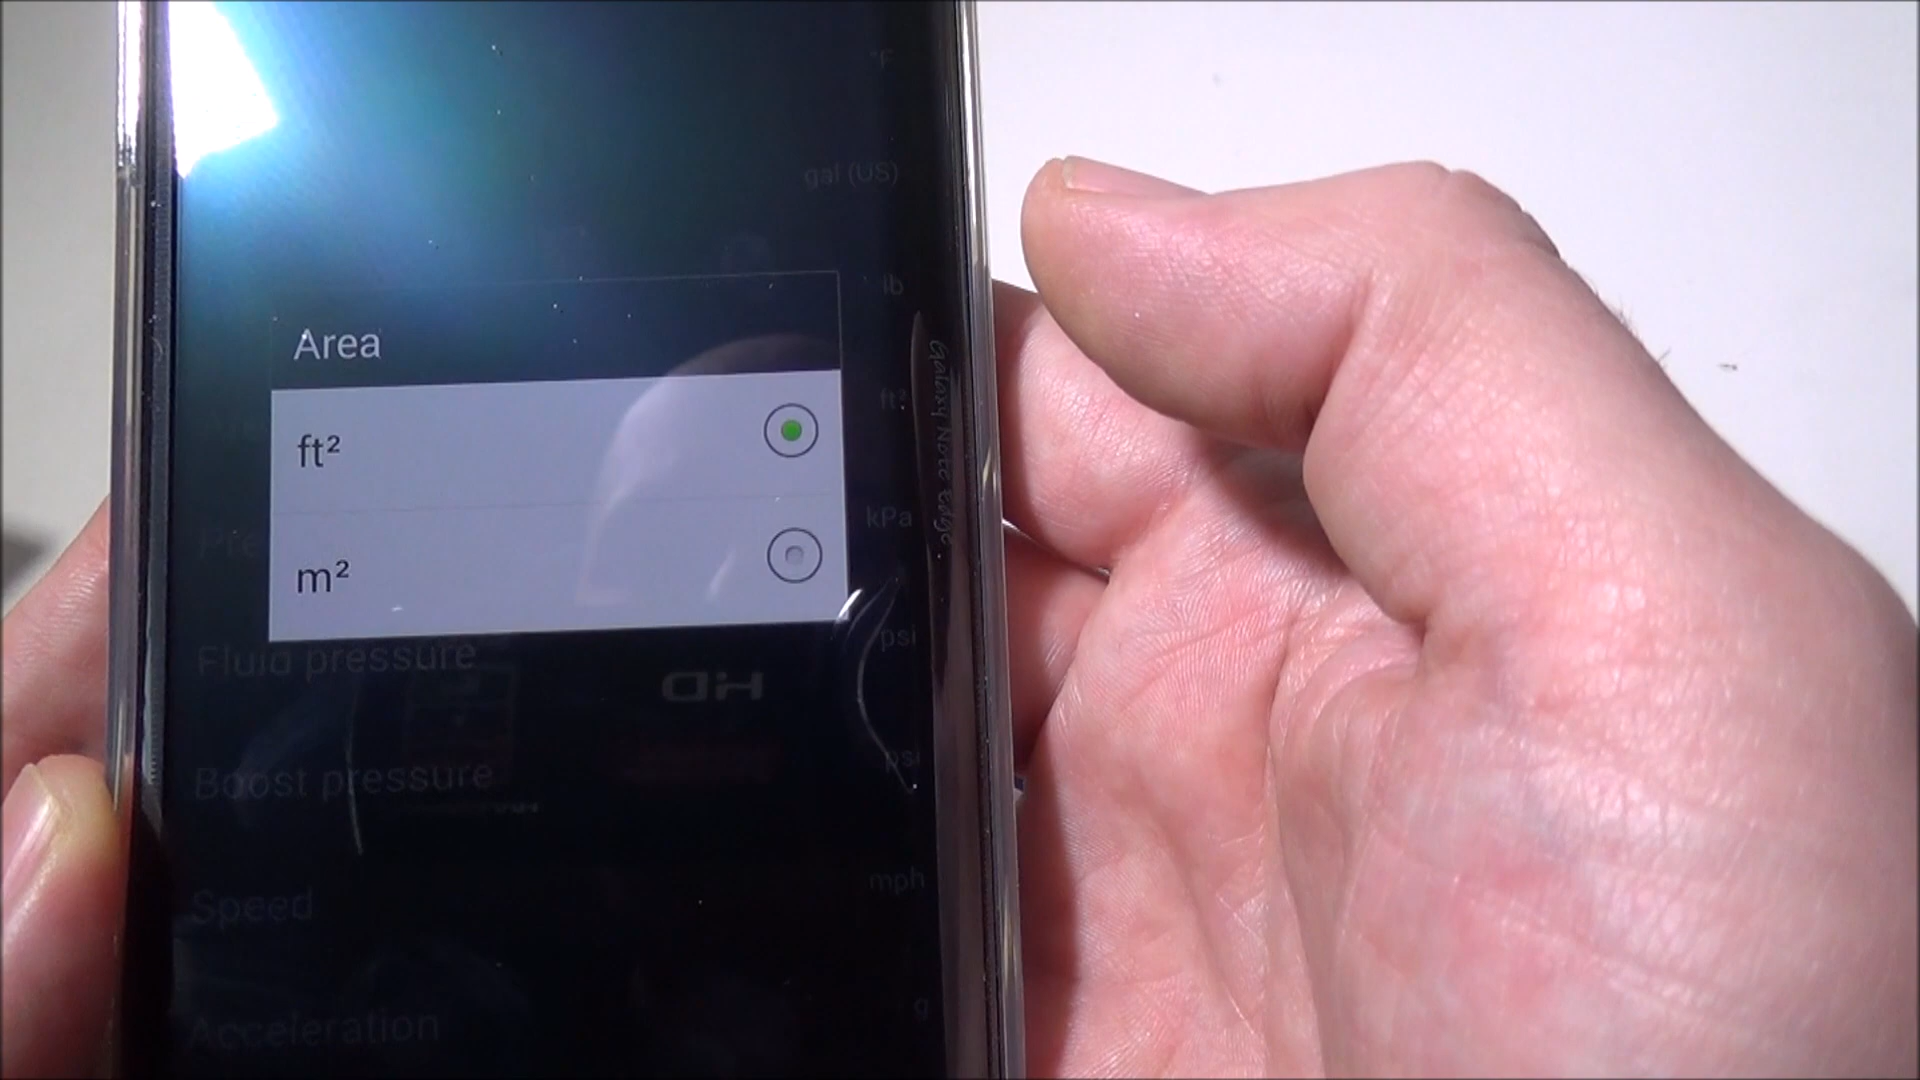 °F
gal (US)
lb
Area
ft²
ft²
kPa
m²
psi
Fluid pressure
psi
Boost pressure
mph
Speed
g
Acceleration
Galaxy Note Edge